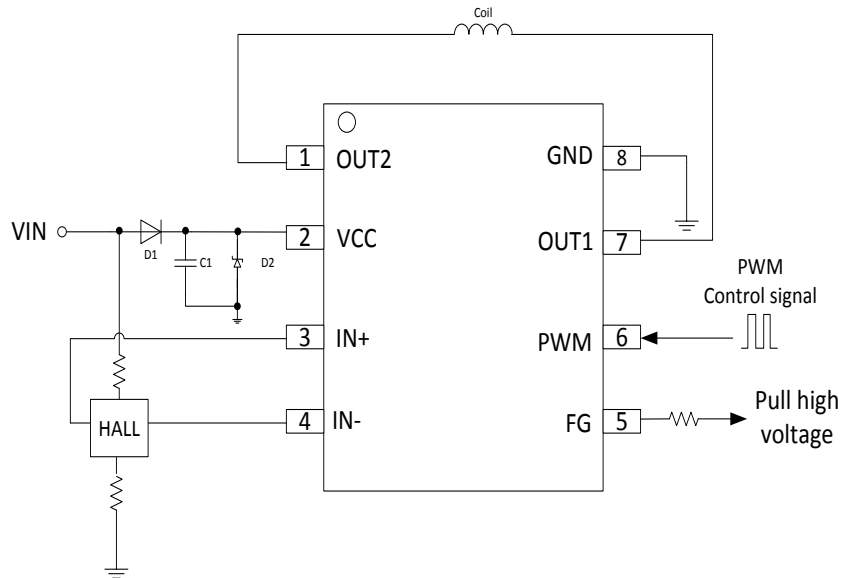 Coil
1 OUT2
GND 8
VIN
D1
C1
D2
2 VCC
OUT1 7
PWM
Control signal
3 IN+
PWM 6
HALL
4 IN-
FG 5
Pull high
voltage